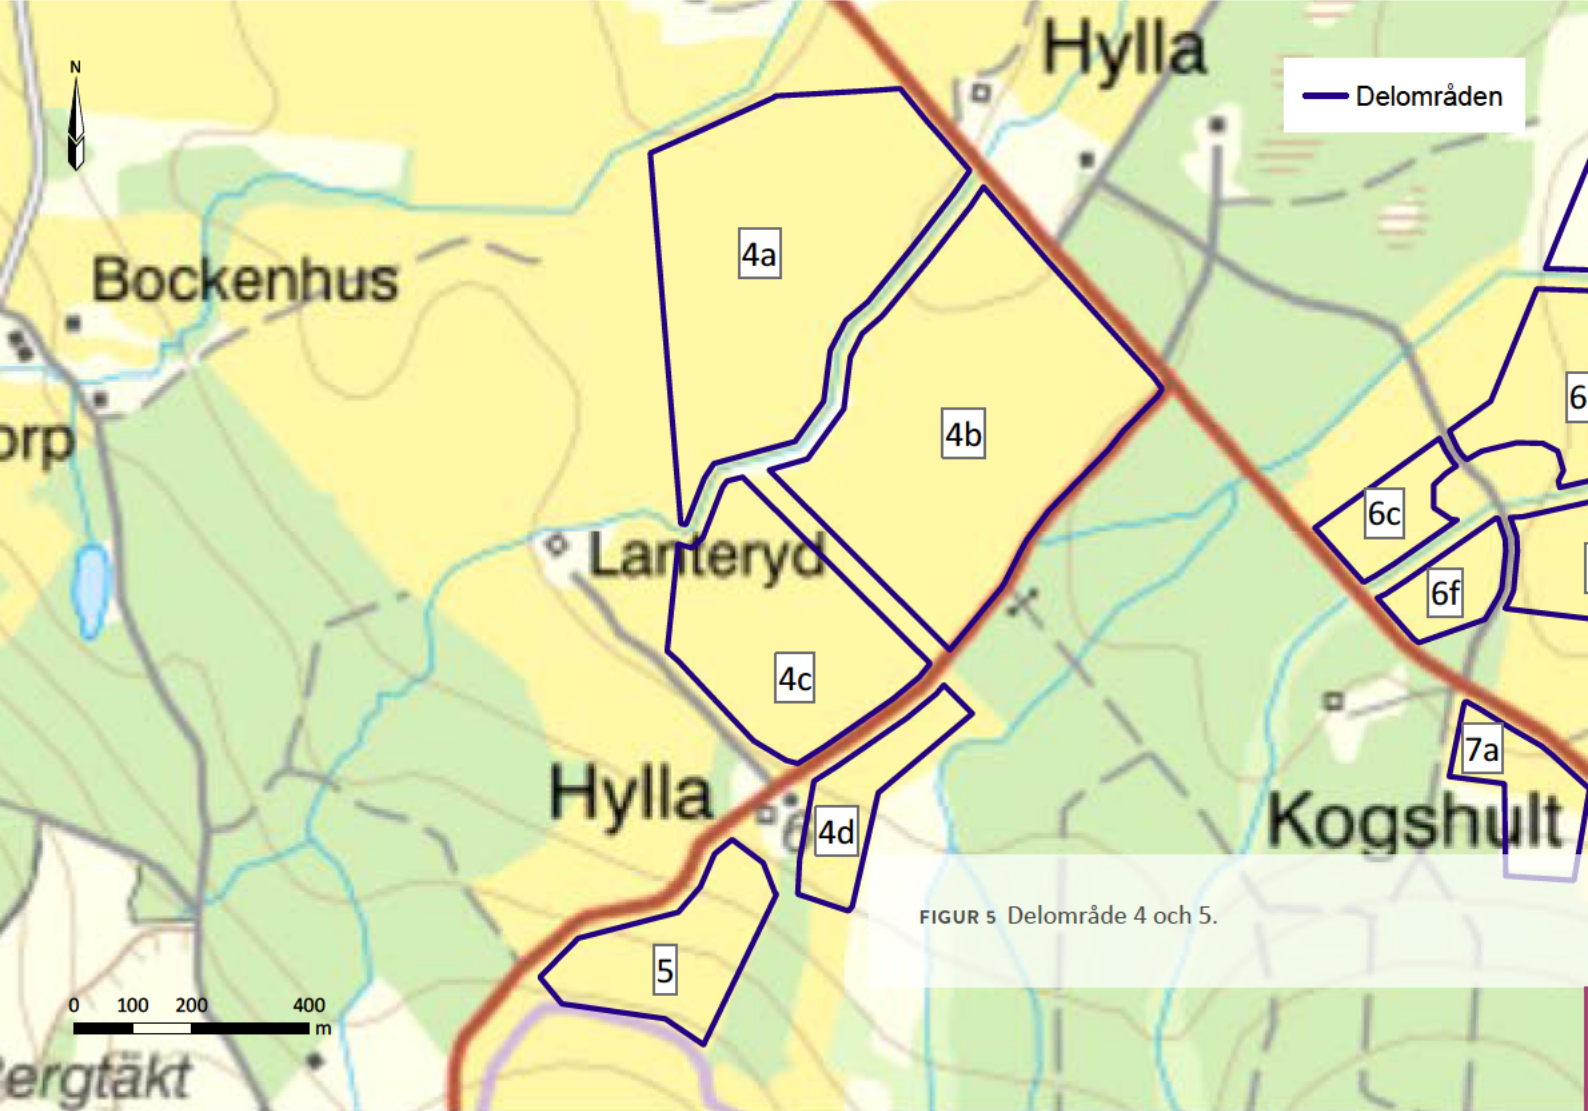 Hylla
N
Delområden
4a
Bockenhus
6
4b
orp
6c
Lanteryd
6f
4c
7a
Hylla
6
4d
Kogshult
FIGUR 5 Delområde 4 och 5.
5
0 100 200 400
m
ergtäkt